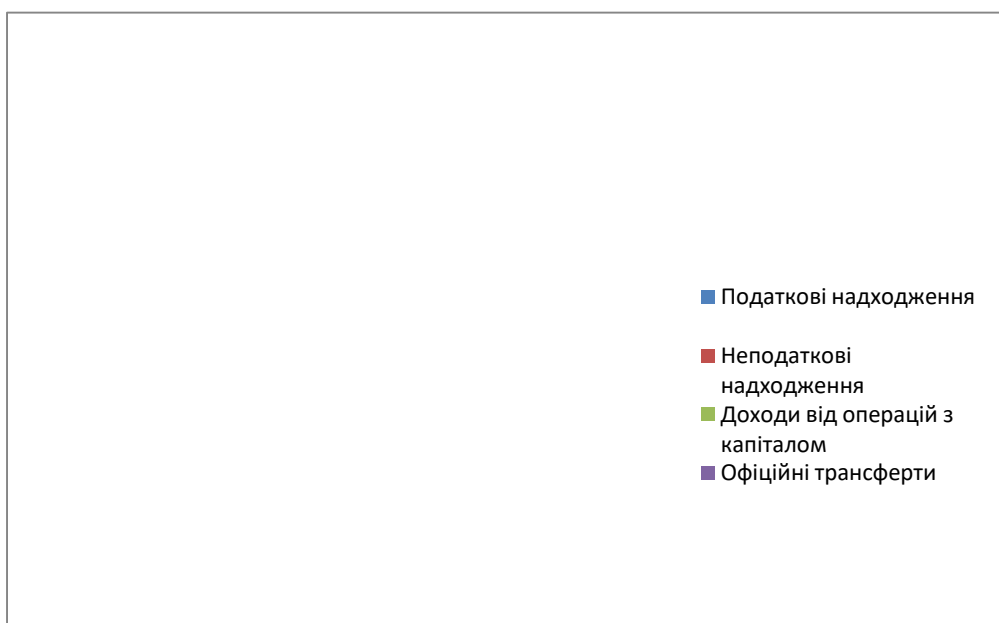 Податкові надходження
Неподаткові
надходження
Доходи від операцій з
капіталом
Офіційні трансферти